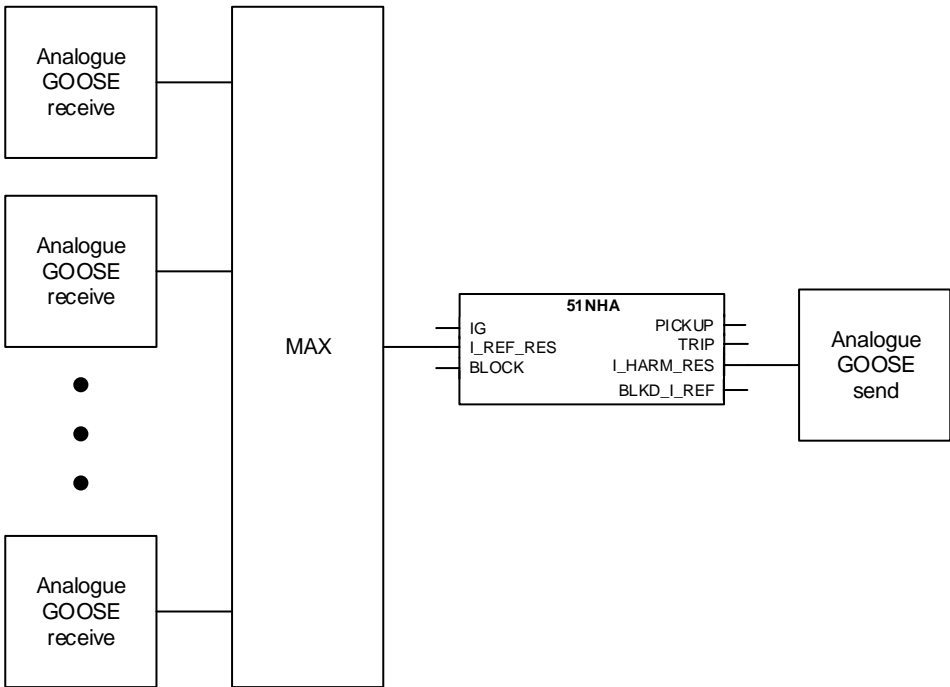 Analogue
GOOSE
receive
Analogue
GOOSE
receive
MAX
51NHA
IG
I_REF_RES
BLOCK
PICKUP
TRIP
I_HARM_RES
BLKD_I_REF
Analogue
GOOSE
send
Analogue
GOOSE
receive